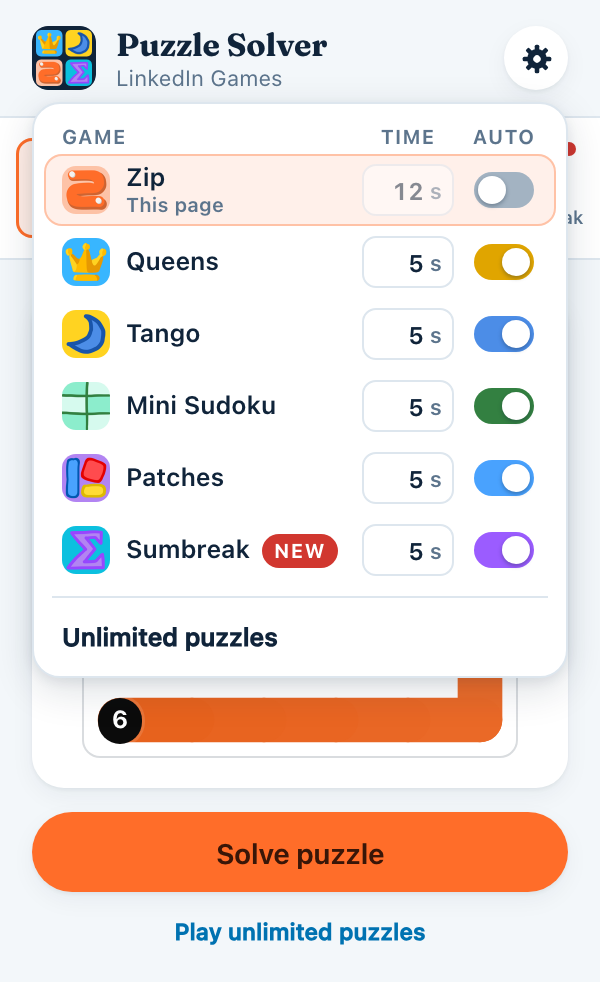 Puzzle Solver
LinkedIn Games
GAME TIME AUTO
Zip
This page
12 s
Queens 5 s
Tango 5 s
Mini Sudoku 5 s
Patches 5 s
Sumbreak NEW 5 s
Unlimited puzzles
6
Solve puzzle
Play unlimited puzzles